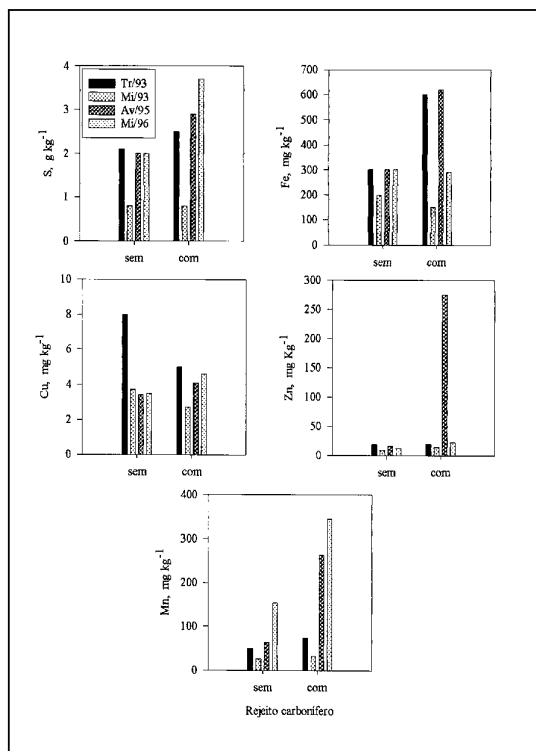 S, g kg-1
4
3
2
1
0
Tr/93
Mi/93
Av/95
Mi/96
sem com
Fe, mg kg-1
700
600
500
400
300
200
100
0
sem com
Cu, mg kg-1
10
8
6
4
2
0
sem com
Zn, mg Kg-1
300
250
200
150
100
50
0
sem com
Mn, mg kg-1
400
300
200
100
0
sem com
Rejeito carbonífero